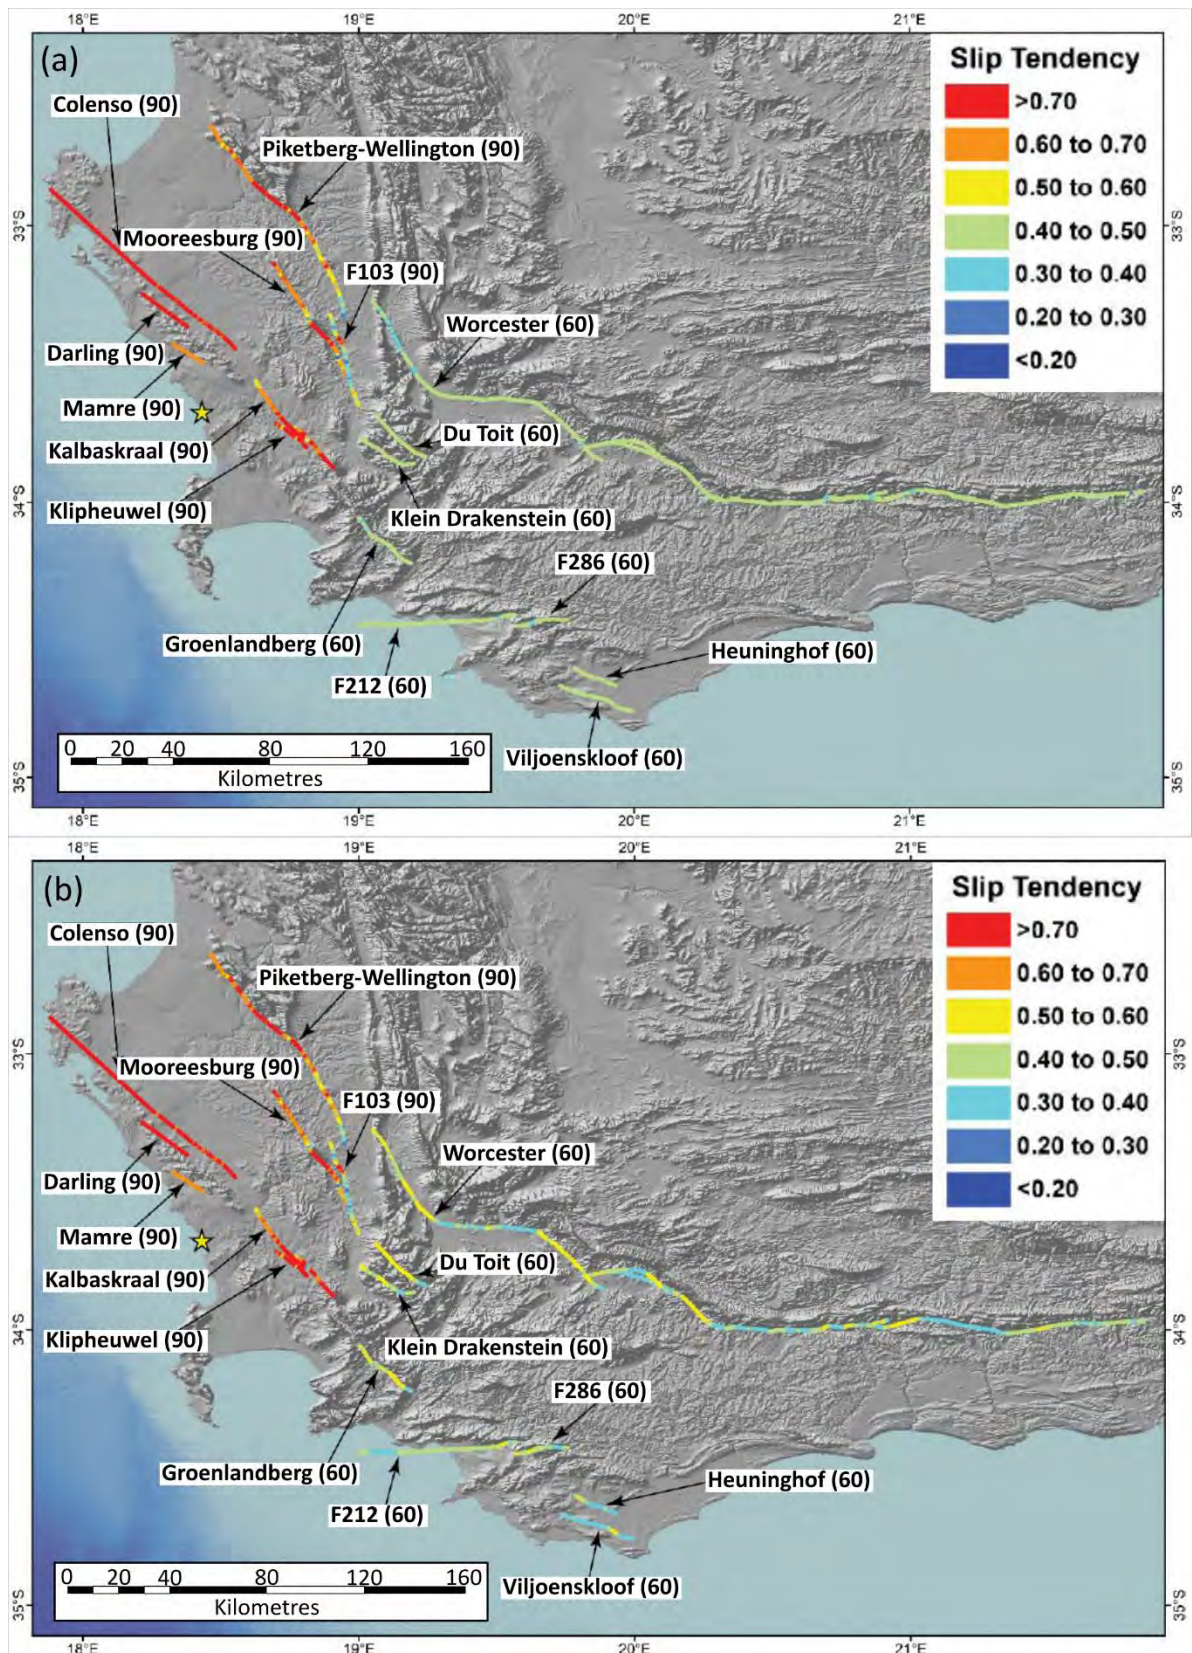 18°E 19°E 20°E 21°E
(a)
Slip Tendency
>0.70
0.60 to 0.70
0.50 to 0.60
0.40 to 0.50
0.30 to 0.40
0.20 to 0.30
<0.20
Colenso (90)
Piketberg-Wellington (90)
33°S 33°S
Mooreesburg (90)
F103 (90)
Worcester (60)
Darling (90)
Mamre (90)
Du Toit (60)
Kalbaskraal (90)
34°S 34°S
Klipheuwel (90)
Klein Drakenstein (60)
F286 (60)
Groenlandberg (60)
Heuninghof (60)
F212 (60)
Viljoenskloof (60)
0 20 40 80 120 160
Kilometres
35°S 35°S
18°E 19°E 20°E 21°E
(b)
Slip Tendency
>0.70
0.60 to 0.70
0.50 to 0.60
0.40 to 0.50
0.30 to 0.40
0.20 to 0.30
<0.20
Colenso (90)
Piketberg-Wellington (90)
33°S 33°S
Mooreesburg (90)
F103 (90)
Worcester (60)
Darling (90)
Mamre (90)
Du Toit (60)
Kalbaskraal (90)
34°S 34°S
Klipheuwel (90)
Klein Drakenstein (60)
F286 (60)
Groenlandberg (60)
Heuninghof (60)
F212 (60)
Viljoenskloof (60)
0 20 40 80 120 160
Kilometres
35°S 35°S
18°E 19°E 20°E 21°E